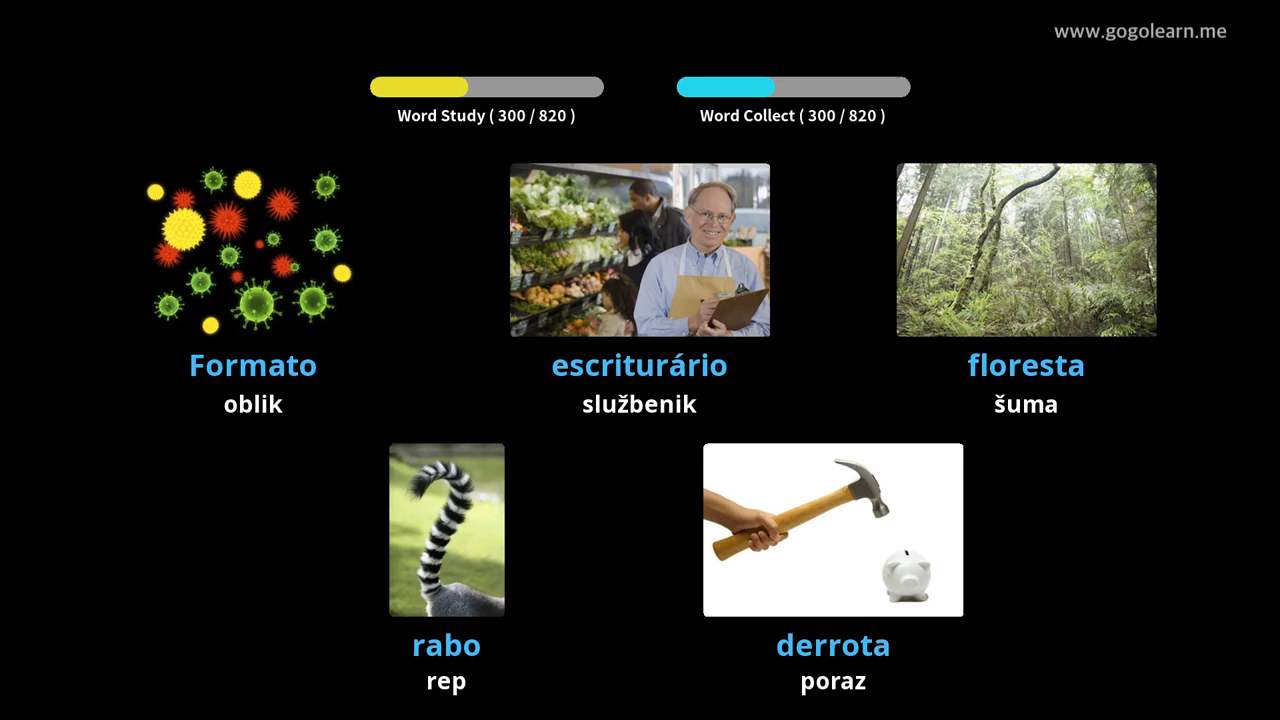 www.gogolearn.me
Word Study ( 300 / 820 )
Word Collect ( 300 / 820 )
Formato
oblik
escriturário
službenik
floresta
šuma
rabo
rep
derrota
poraz